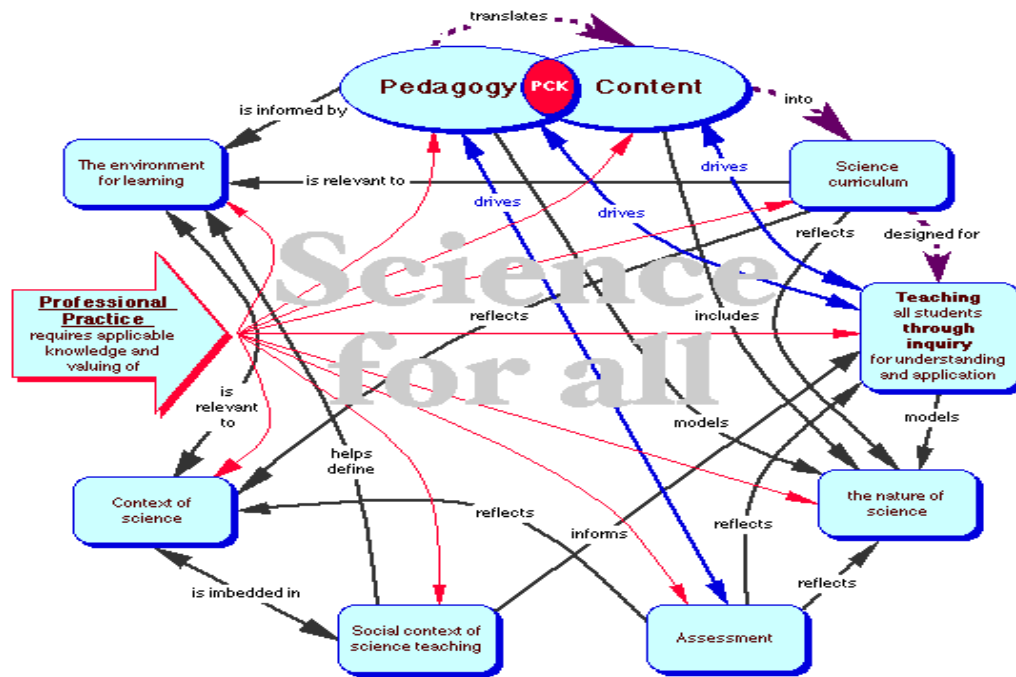 translates
Pedagogy
PCK
Content
is informed by
into
The environment
for learning
is relevant to
drives
drives
drives
Science
curriculum
reflects
designed for
Science
for all
Professional
Practice
requires applicable
knowledge and
valuing of
reflects
includes
Teaching
all students
through
inquiry
for understanding
and application
is
relevant
to
models
models
helps
define
Context of
science
reflects
informs
reflects
the nature of
science
is imbedded in
reflects
Social context of
science teaching
Assessment